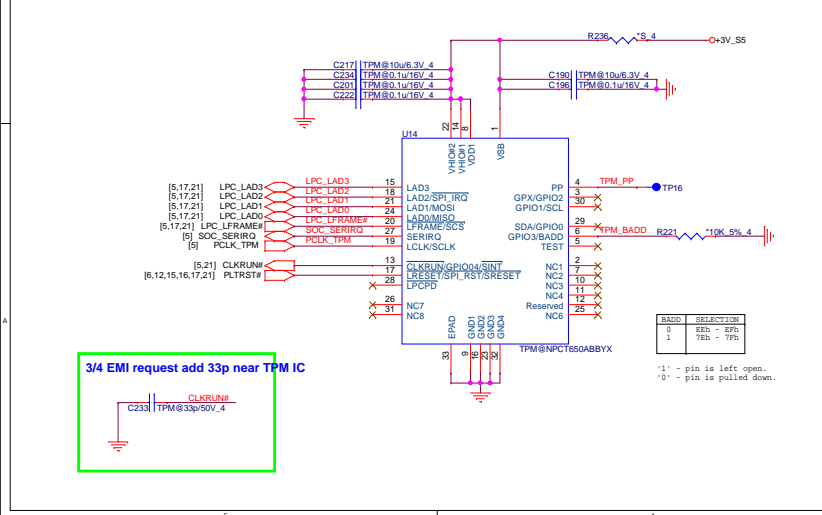 R236 *S_4 +3V_S5
C217 TPM@10u/6.3V_4
C234 TPM@0.1u/16V_4
C201 TPM@0.1u/16V_4
C222 TPM@0.1u/16V_4
C190 TPM@10u/6.3V_4
C196 TPM@0.1u/16V_4
U14
22 14 8 1
VHIO#2 VHIO#1 VDD1 VSB
[5,17,21] LPC_LAD3 LPC_LAD3 15 LAD3
[5,17,21] LPC_LAD2 LPC_LAD2 18 LAD2/SPI_IRQ
[5,17,21] LPC_LAD1 LPC_LAD1 21 LAD1/MOSI
[5,17,21] LPC_LAD0 LPC_LAD0 24 LAD0/MISO
[5,17,21] LPC_LFRAME# LPC_LFRAME# 20 LFRAME/SCS
[5] SOC_SERIRQ SOC_SERIRQ 27 SERIRQ
[5] PCLK_TPM PCLK_TPM 19 LCLK/SCLK
[5,21] CLKRUN# 13 CLKRUN/GPIO04/SINT
[6,12,15,16,17,21] PLTRST# 17 LRESET/SPI_RST/SRESET
28 LPCPD
26 NC7
31 NC8
PP 4 TPM_PP TP16
GPX/GPIO2 3
GPIO1/SCL 30
SDA/GPIO0 29
GPIO3/BADD 6 TPM_BADD R221 *10K_5%_4
TEST 5
NC1 2
NC2 7
NC3 10
NC4 11
Reserved 12
NC6 25
EPAD GND1 GND2 GND3 GND4
33 9 16 23 32
TPM@NPCT650ABBYX
BADD SELECTION
0 EEh - EFh
1 7Eh - 7Fh
'1' - pin is left open.
'0' - pin is pulled down.
A
3/4 EMI request add 33p near TPM IC
CLKRUN#
C233 TPM@33p/50V_4